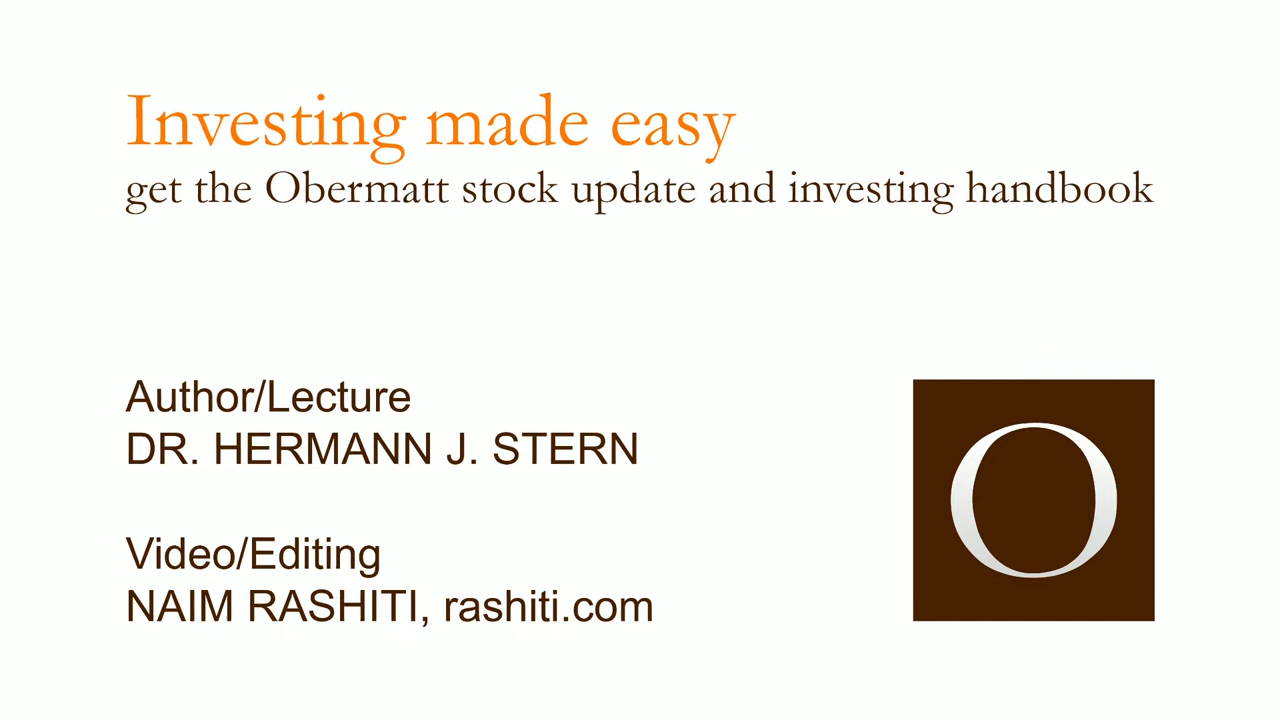 Investing made easy
get the Obermatt stock update and investing handbook
Author/Lecture
DR. HERMANN J. STERN
Video/Editing
NAIM RASHITI, rashiti.com
O